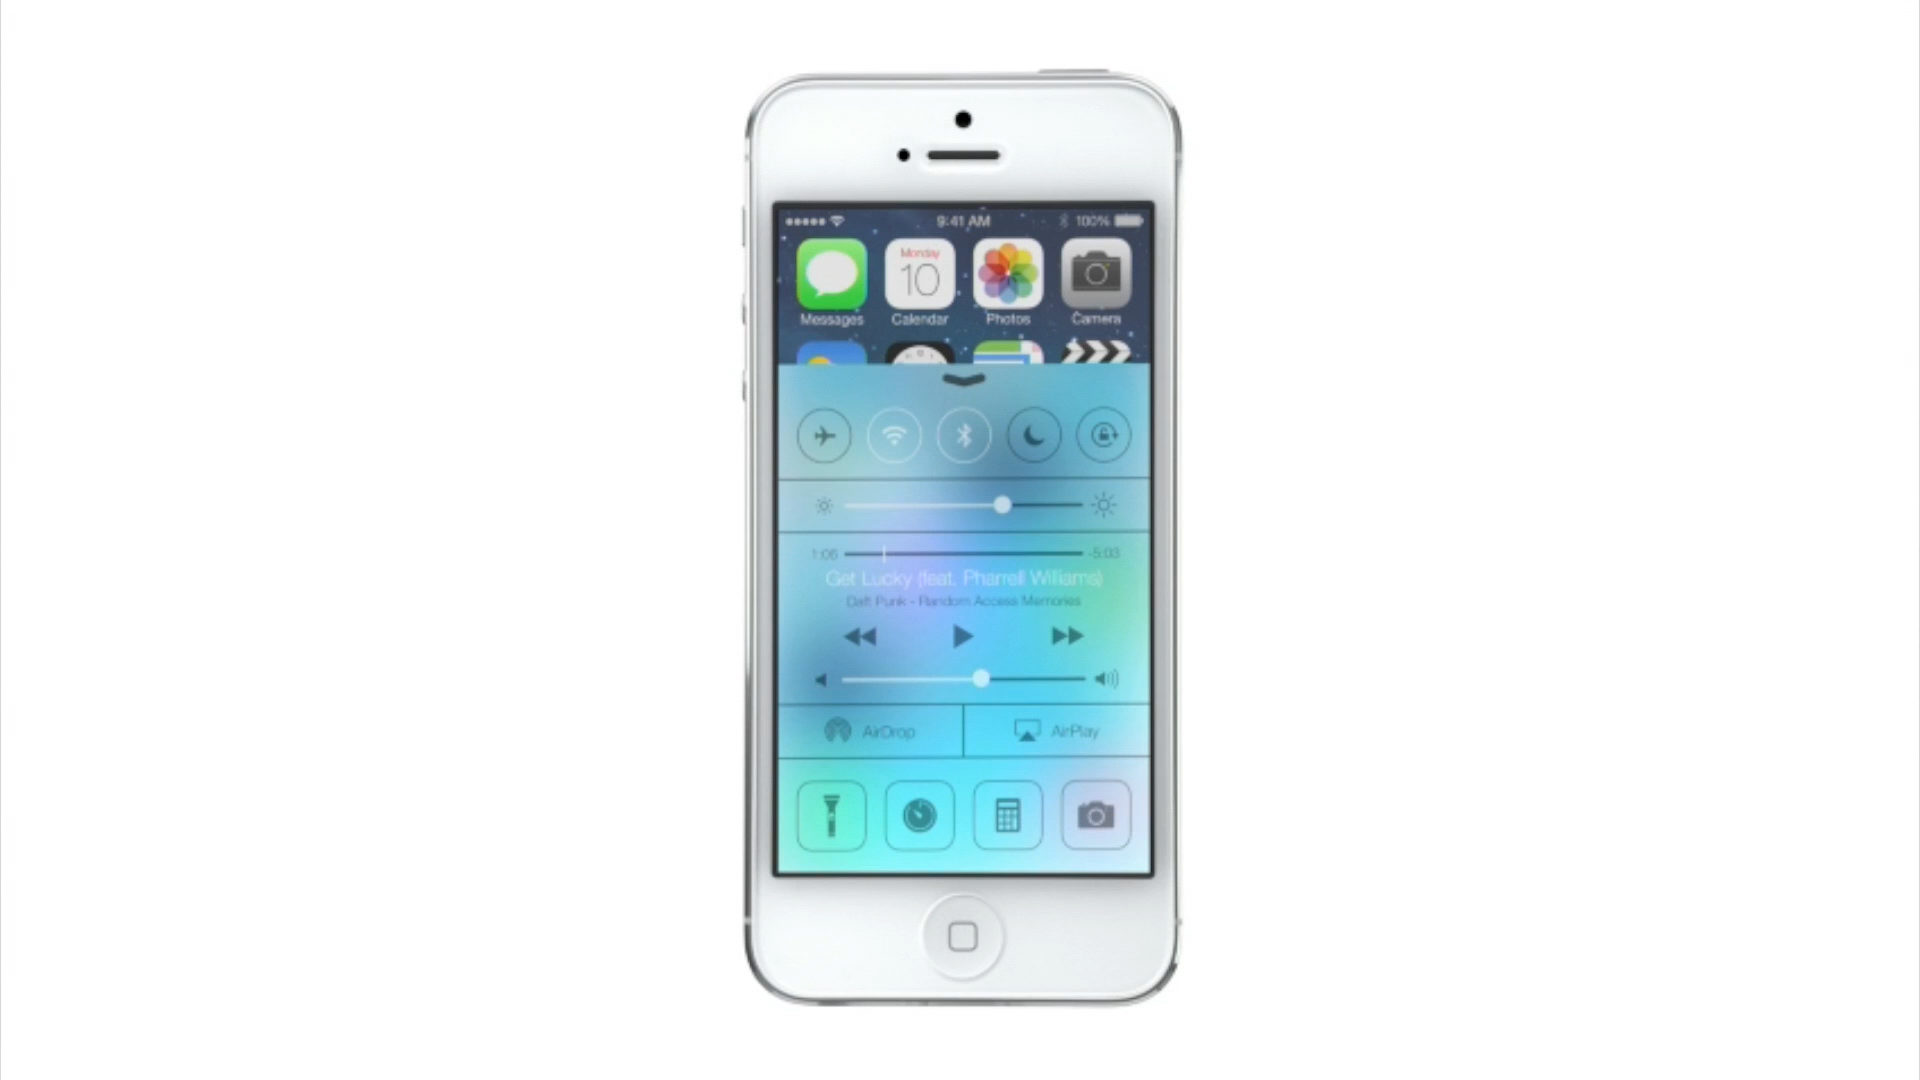 9:41 AM 100%
Monday
10
Messages Calendar Photos Camera
1:06 -5:03
Get Lucky (feat. Pharrell Williams)
Daft Punk - Random Access Memories
AirDrop AirPlay